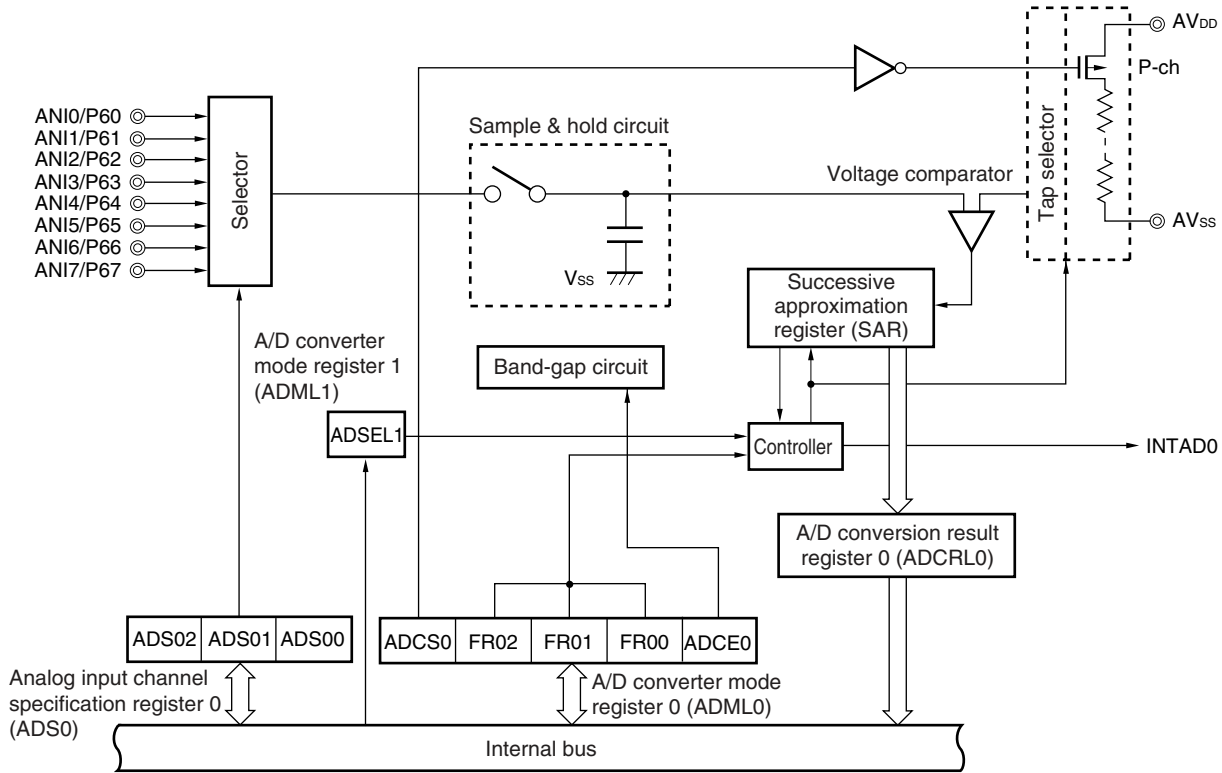 AVDD
P-ch
Tap selector
AVSS
ANI0/P60
ANI1/P61
ANI2/P62
ANI3/P63
ANI4/P64
ANI5/P65
ANI6/P66
ANI7/P67
Selector
Sample & hold circuit
VSS
Voltage comparator
Successive
approximation
register (SAR)
A/D converter
mode register 1
(ADML1)
Band-gap circuit
ADSEL1
Controller
INTAD0
A/D conversion result
register 0 (ADCRL0)
ADS02 ADS01 ADS00
ADCS0 FR02 FR01 FR00 ADCE0
Analog input channel
specification register 0
(ADS0)
A/D converter mode
register 0 (ADML0)
Internal bus